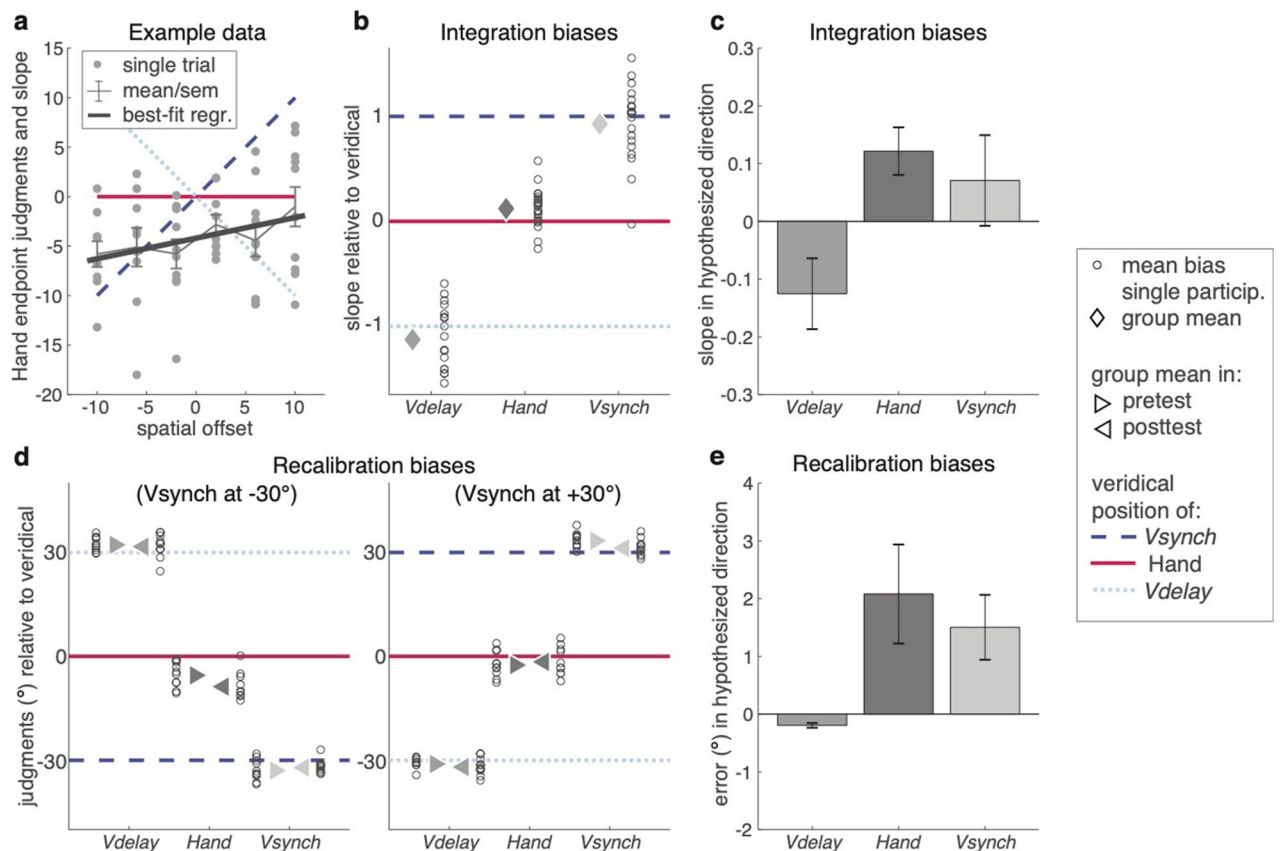 a
Example data
15
10
5
0
-5
-10
-15
-20
single trial
mean/sem
best-fit regr.
Hand endpoint judgments and slope
-10
-5
0
5
10
spatial offset
b
Integration biases
slope relative to veridical
1
0
-1
Vdelay
Hand
Vsynch
c
Integration biases
slope in hypothesized direction
0.3
0.2
0.1
0
-0.1
-0.2
-0.3
Vdelay
Hand
Vsynch
mean bias
single particip.
group mean
group mean in:
pretest
posttest
veridical
position of:
Vsynch
Hand
Vdelay
d
Recalibration biases
(Vsynch at -30°)
(Vsynch at +30°)
judgments (°) relative to veridical
30
0
-30
Vdelay
Hand
Vsynch
30
0
-30
Vdelay
Hand
Vsynch
e
Recalibration biases
error (°) in hypothesized direction
4
3
2
1
0
-1
-2
Vdelay
Hand
Vsynch